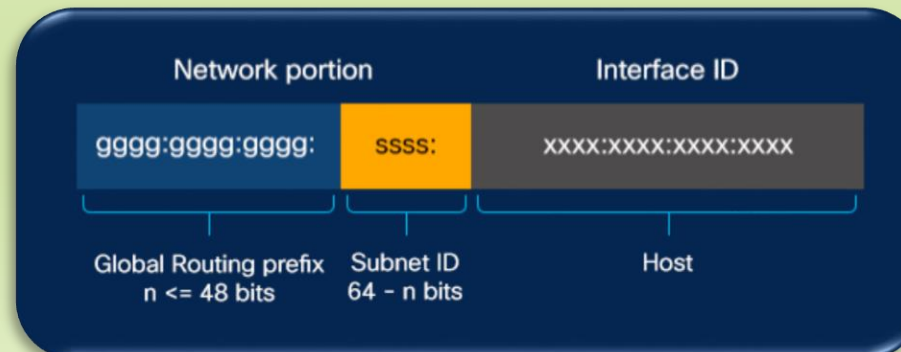 Network portion
Interface ID
gggg:gggg:gggg:
ssss:
xxxx:xxxx:xxxx:xxxx
Global Routing prefix
n <= 48 bits
Subnet ID
64 - n bits
Host